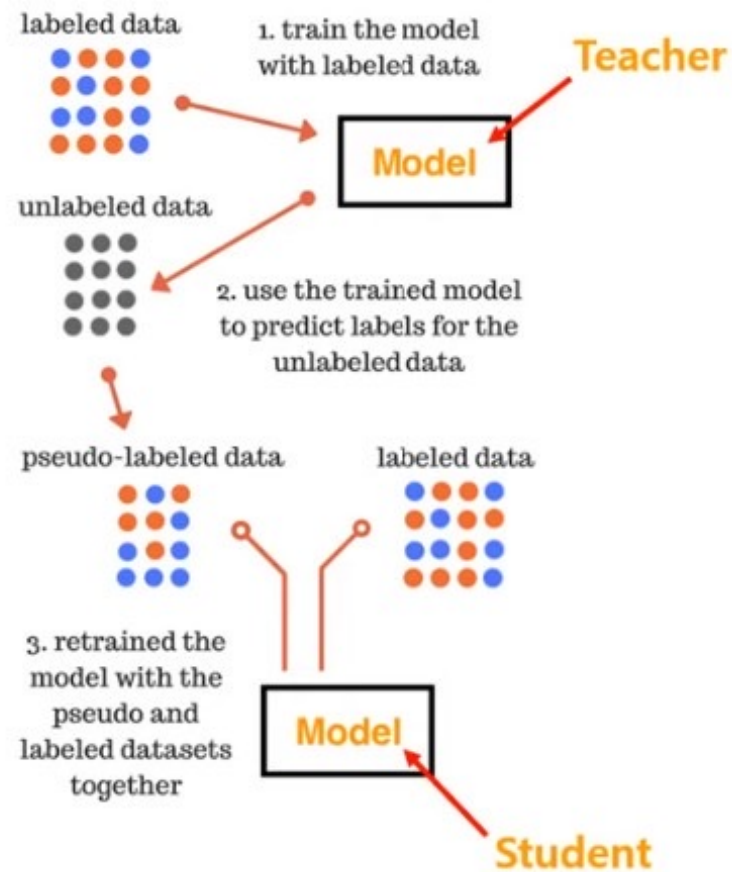 labeled data
1. train the model
with labeled data
Teacher
Model
unlabeled data
2. use the trained model
to predict labels for the
unlabeled data
pseudo-labeled data
labeled data
3. retrained the
model with the
pseudo and
labeled datasets
together
Model
Student